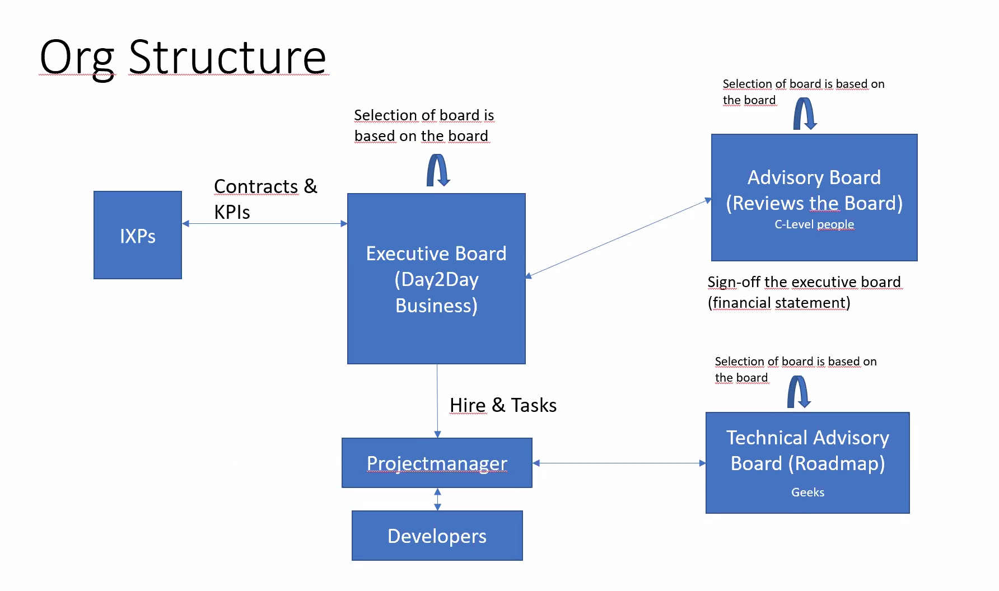 Org Structure
Selection of board is based on
the board
Selection of board is
based on the board
Contracts &
KPIs
IXPs
Executive Board
(Day2Day
Business)
Advisory Board
(Reviews the Board)
C-Level people
Sign-off the executive board
(financial statement)
Selection of board is based on
the board
Hire & Tasks
Projectmanager
Technical Advisory
Board (Roadmap)
Geeks
Developers